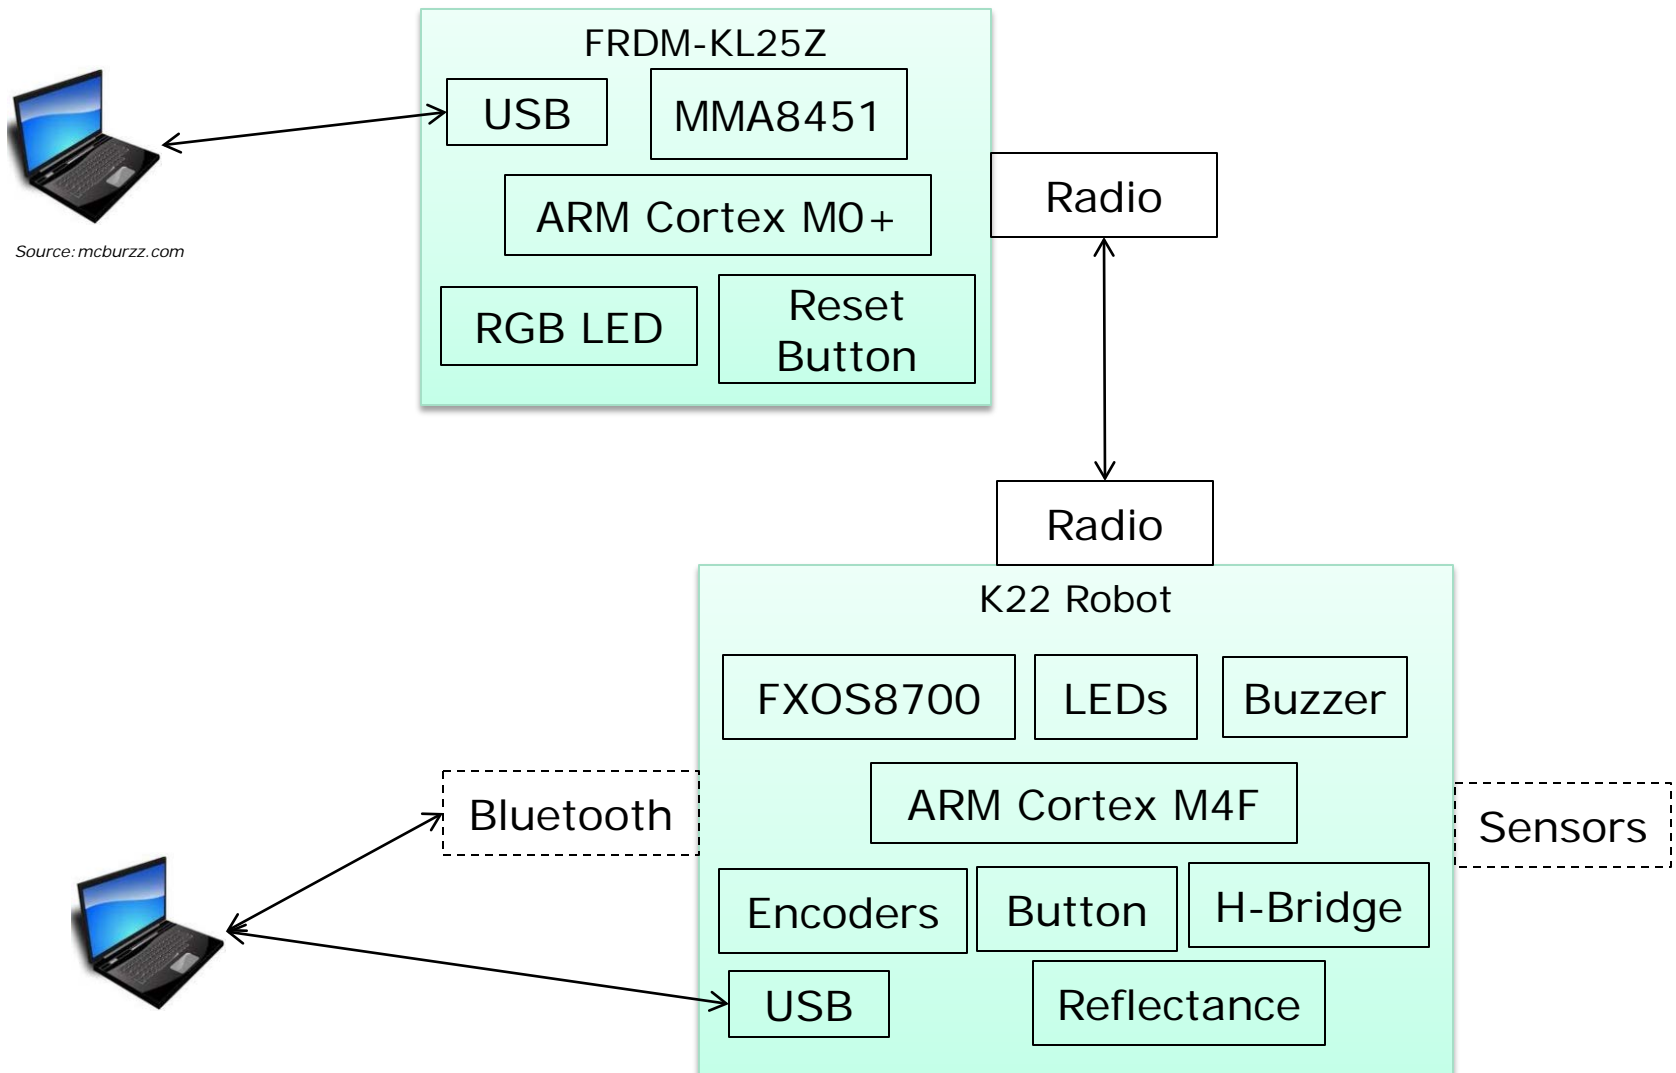 FRDM-KL25Z
USB
MMA8451
ARM Cortex M0+
Radio
RGB LED
Reset
Button
Source: mcburzz.com
Radio
K22 Robot
FXOS8700
LEDs
Buzzer
ARM Cortex M4F
Bluetooth
Sensors
Encoders
Button
H-Bridge
USB
Reflectance